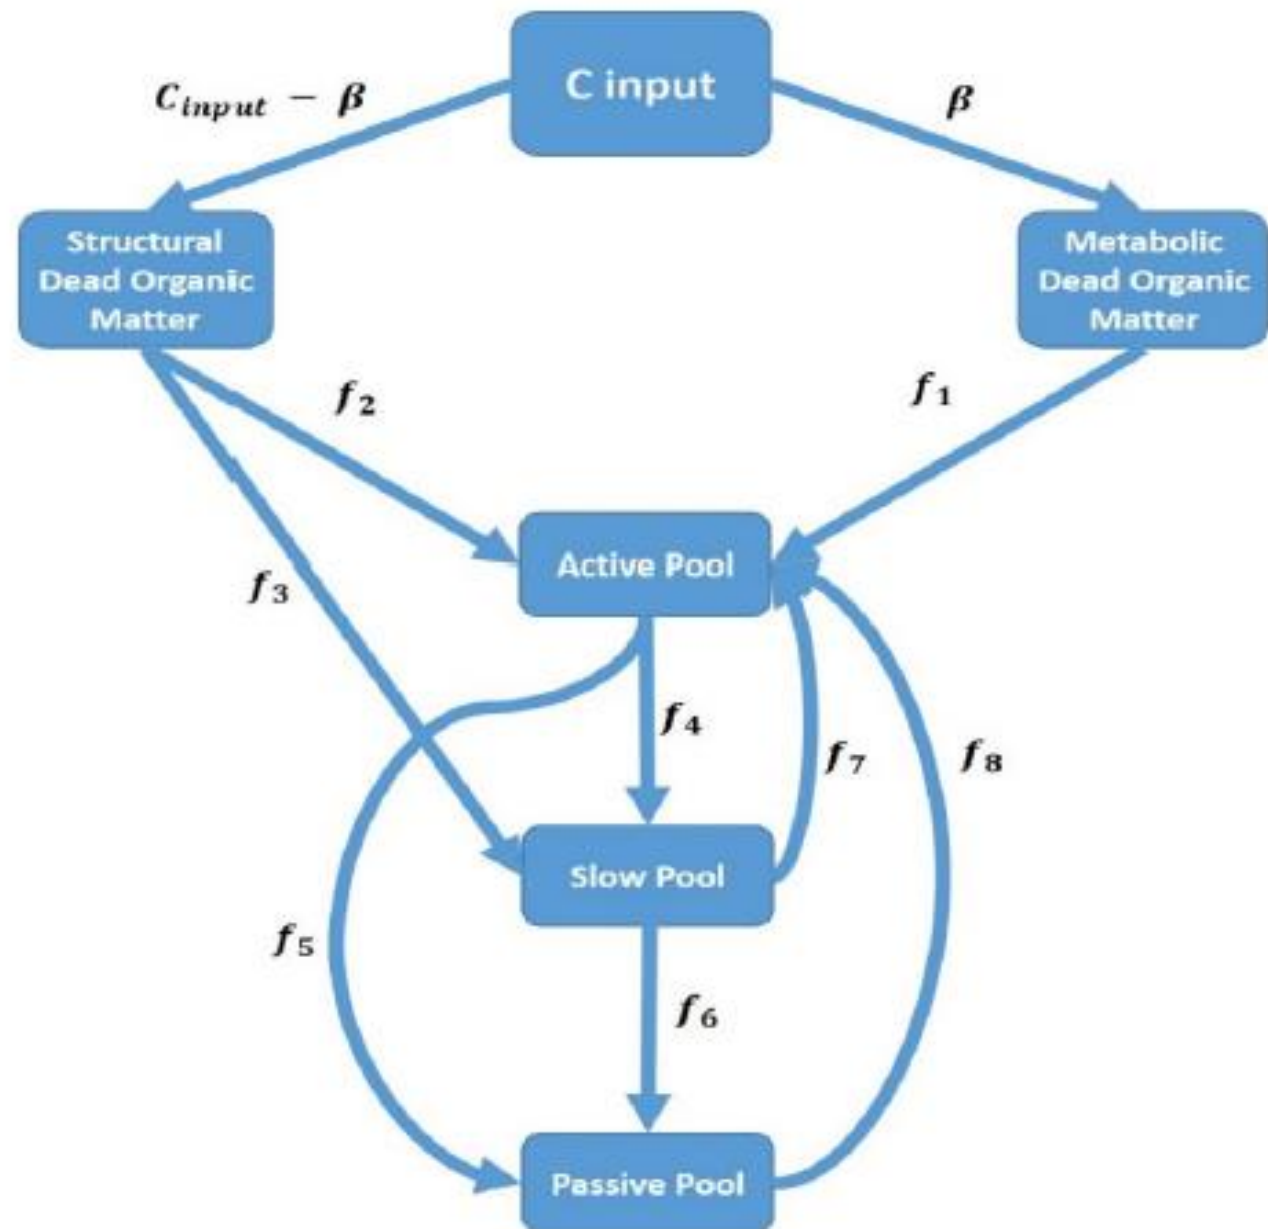 C input
C_input − β
β
Structural
Dead Organic
Matter
Metabolic
Dead Organic
Matter
f₂
f₁
Active Pool
f₃
f₄
f₇
f₈
Slow Pool
f₅
f₆
Passive Pool